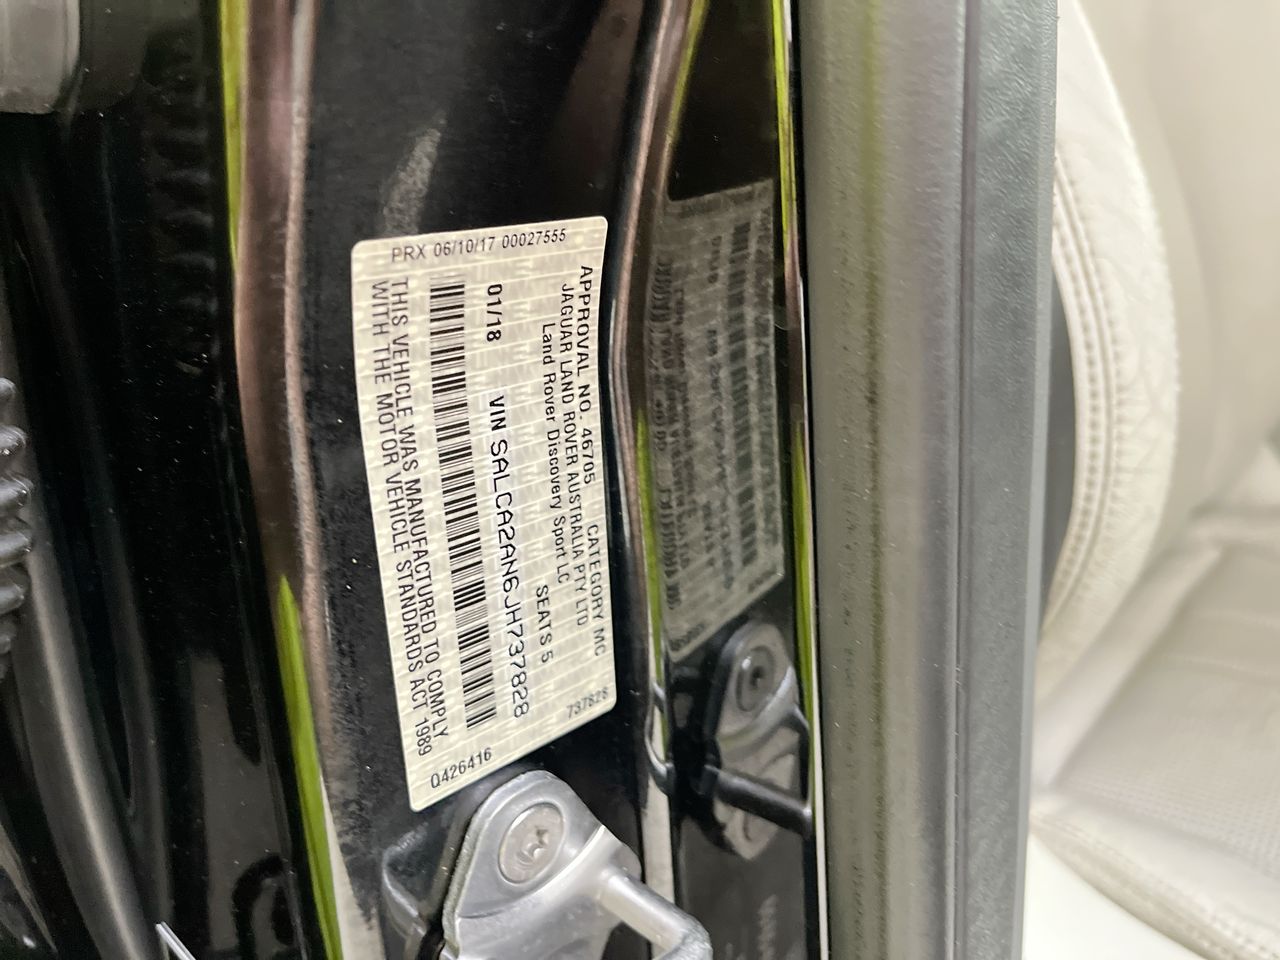 PRX 06/10/17 00027555
APPROVAL NO. 46705 CATEGORY MC
JAGUAR LAND ROVER AUSTRALIA PTY LTD
Land Rover Discovery Sport LC
SEATS 5
01/18 VIN SALCA2AN6JH737828
THIS VEHICLE WAS MANUFACTURED TO COMPLY
WITH THE MOTOR VEHICLE STANDARDS ACT 1989
Q426416
737828